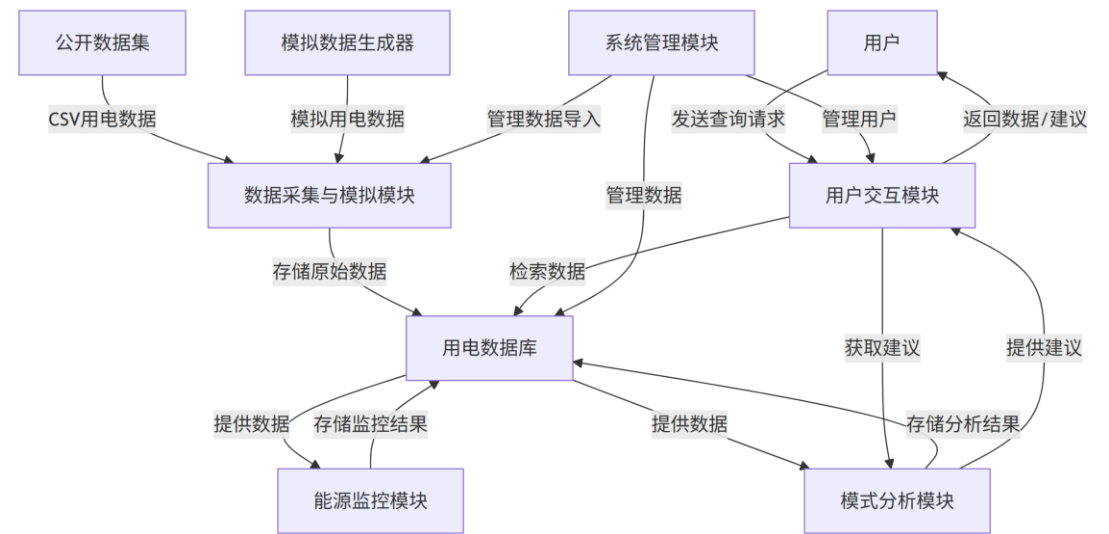 公开数据集
模拟数据生成器
系统管理模块
用户
CSV用电数据
模拟用电数据
管理数据导入
发送查询请求
管理用户
返回数据/建议
数据采集与模拟模块
管理数据
用户交互模块
存储原始数据
检索数据
用电数据库
获取建议
提供建议
提供数据
存储监控结果
提供数据
存储分析结果
能源监控模块
模式分析模块